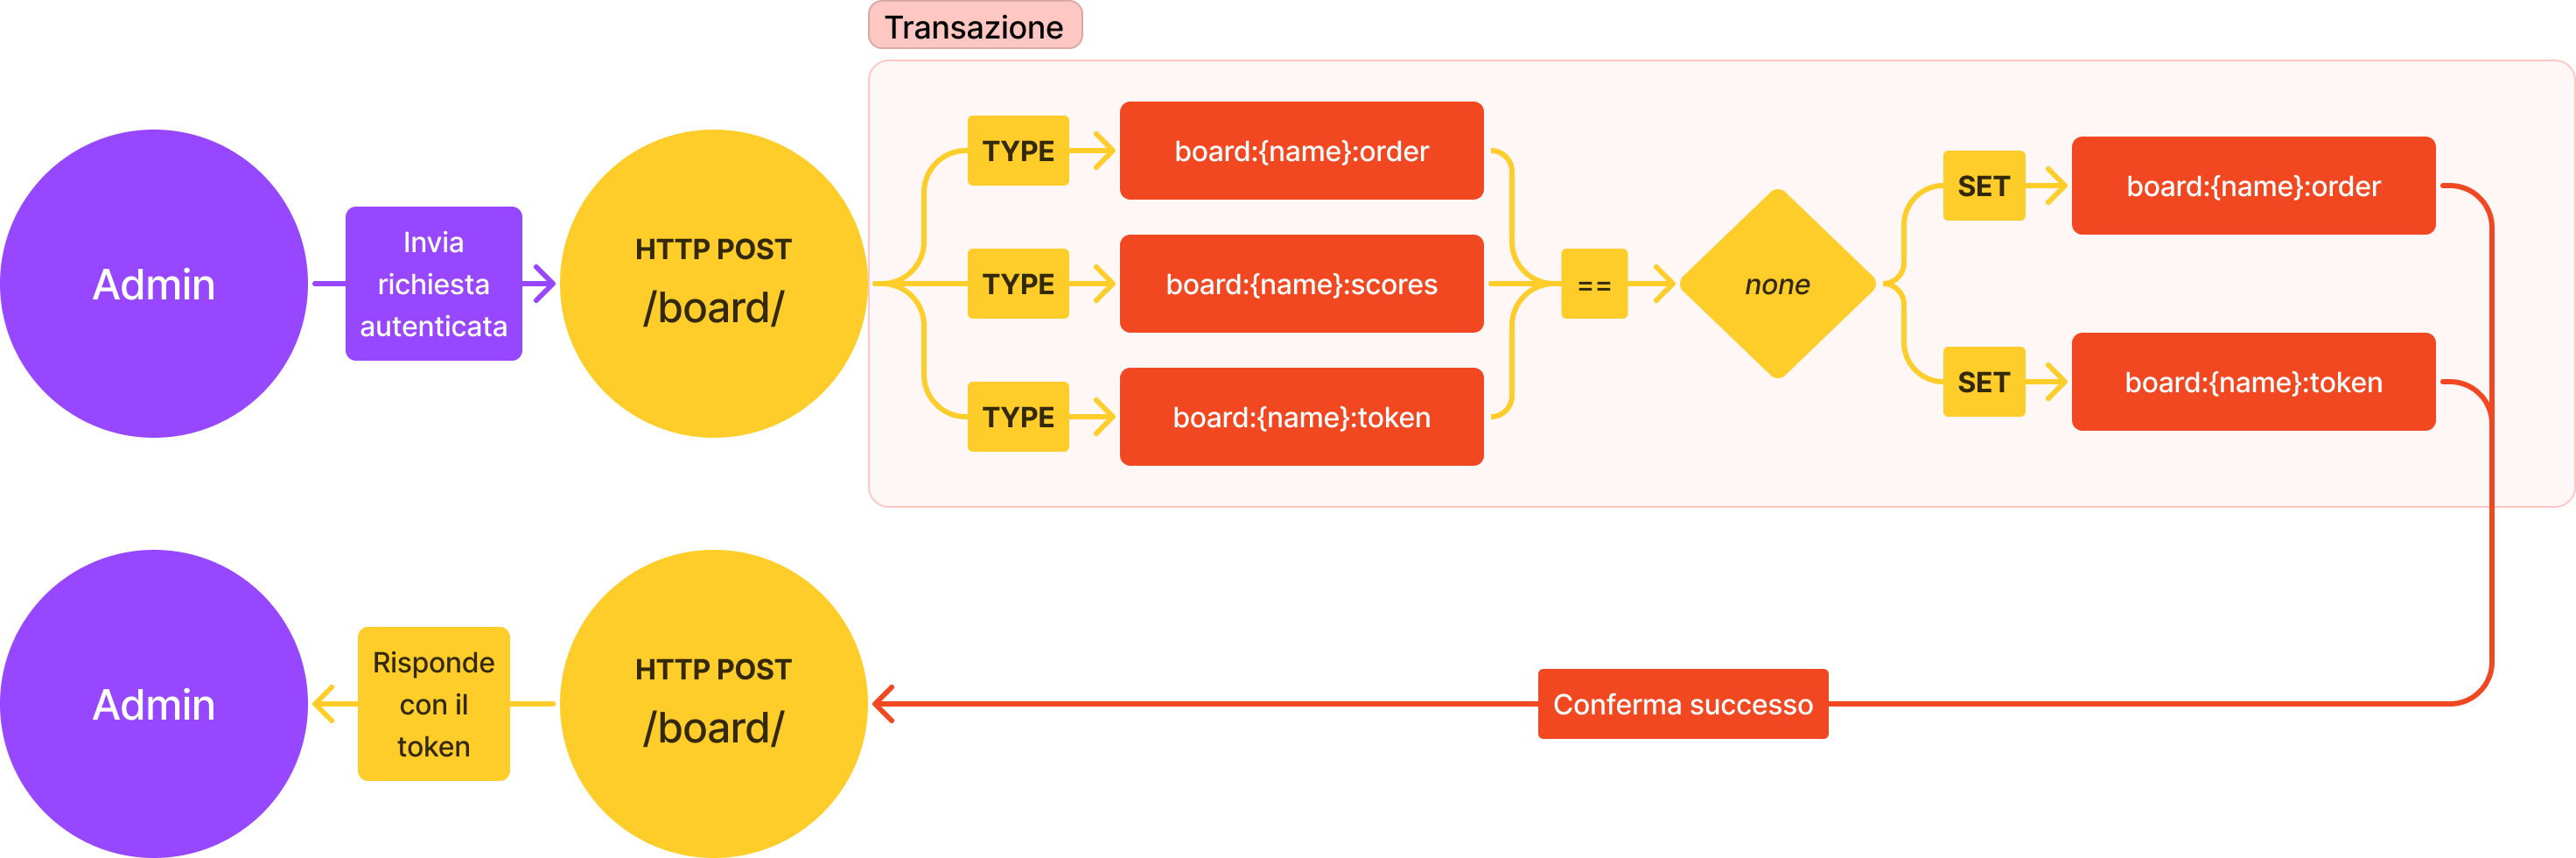 Transazione
Admin
Invia
richiesta
autenticata
HTTP POST
/board/
TYPE
board:{name}:order
TYPE
board:{name}:scores
TYPE
board:{name}:token
==
none
SET
board:{name}:order
SET
board:{name}:token
Admin
Risponde
con il
token
HTTP POST
/board/
Conferma successo